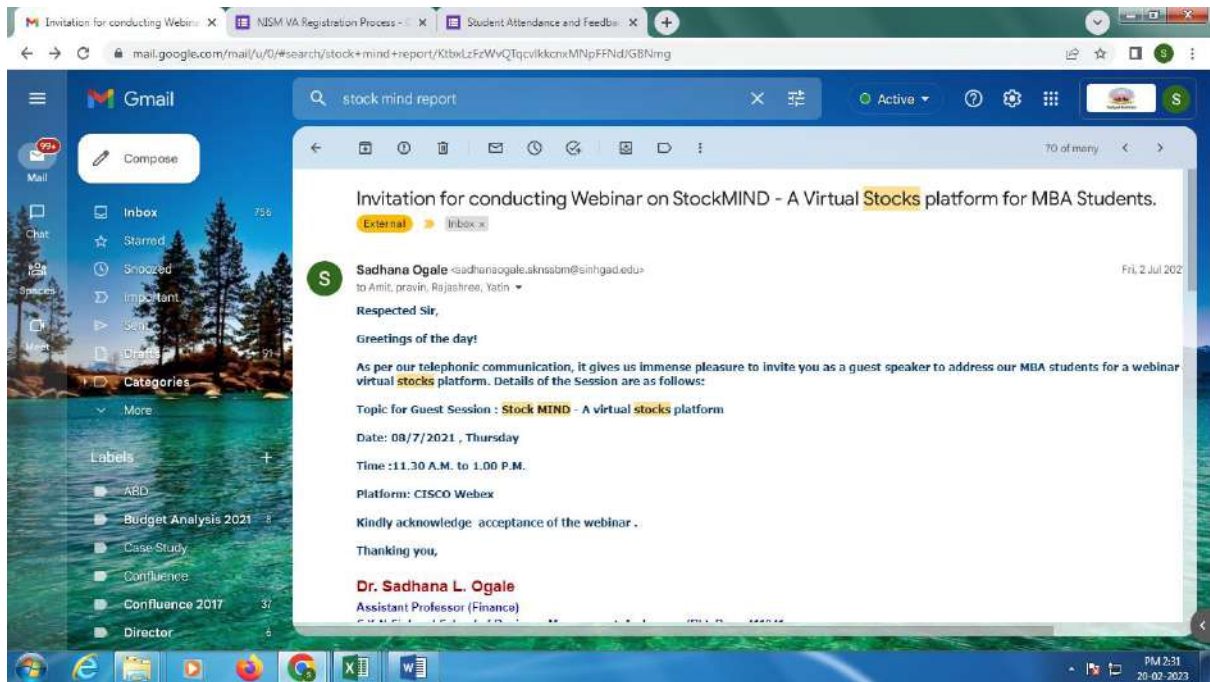 Invitation for conducting Webina
NISM VA Registration Process -
Student Attendance and Feedba
mail.google.com/mail/u/0/#search/stock+mind+report/
Gmail
stock mind report
Active
S
99+
Mail
Compose
70 of many
Chat
Spaces
Meet
Inbox 756
Starred
Snoozed
Important
Sent
Drafts 91
Categories
More
Labels
ABD
Budget Analysis 2021 8
Case Study
Confluence
Confluence 2017 37
Director 6
Invitation for conducting Webinar on StockMIND - A Virtual Stocks platform for MBA Students.
External Inbox x
S
Sadhana Ogale <sadhanaogale.sknssbm@sinhgad.edu> Fri, 2 Jul 202
to Amit, pravin, Rajashree, Yatin
Respected Sir,
Greetings of the day!
As per our telephonic communication, it gives us immense pleasure to invite you as a guest speaker to address our MBA students for a webinar
virtual stocks platform. Details of the Session are as follows:
Topic for Guest Session : Stock MIND - A virtual stocks platform
Date: 08/7/2021 , Thursday
Time :11.30 A.M. to 1.00 P.M.
Platform: CISCO Webex
Kindly acknowledge acceptance of the webinar .
Thanking you,
Dr. Sadhana L. Ogale
Assistant Professor (Finance)
PM 2:31
20-02-2023